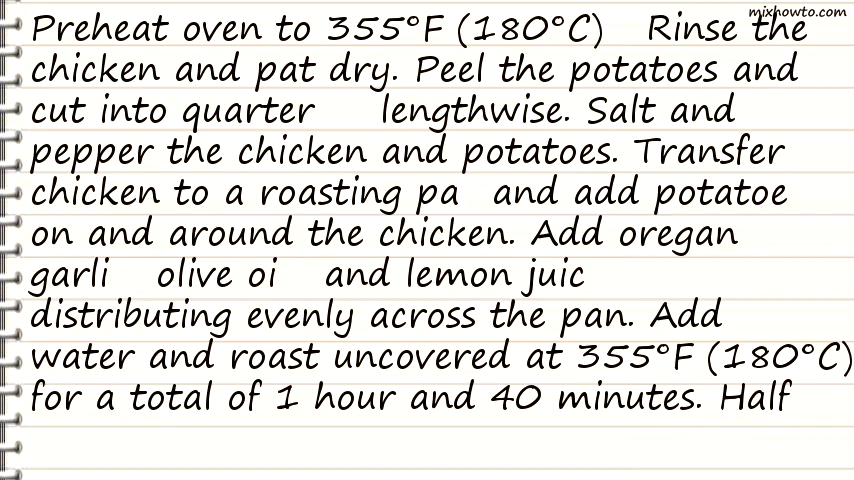 mixhowto.com
Preheat oven to 355°F (180°C) Rinse the
chicken and pat dry. Peel the potatoes and
cut into quarter lengthwise. Salt and
pepper the chicken and potatoes. Transfer
chicken to a roasting pa and add potatoe
on and around the chicken. Add oregan
garli olive oi and lemon juic
distributing evenly across the pan. Add
water and roast uncovered at 355°F (180°C)
for a total of 1 hour and 40 minutes. Half